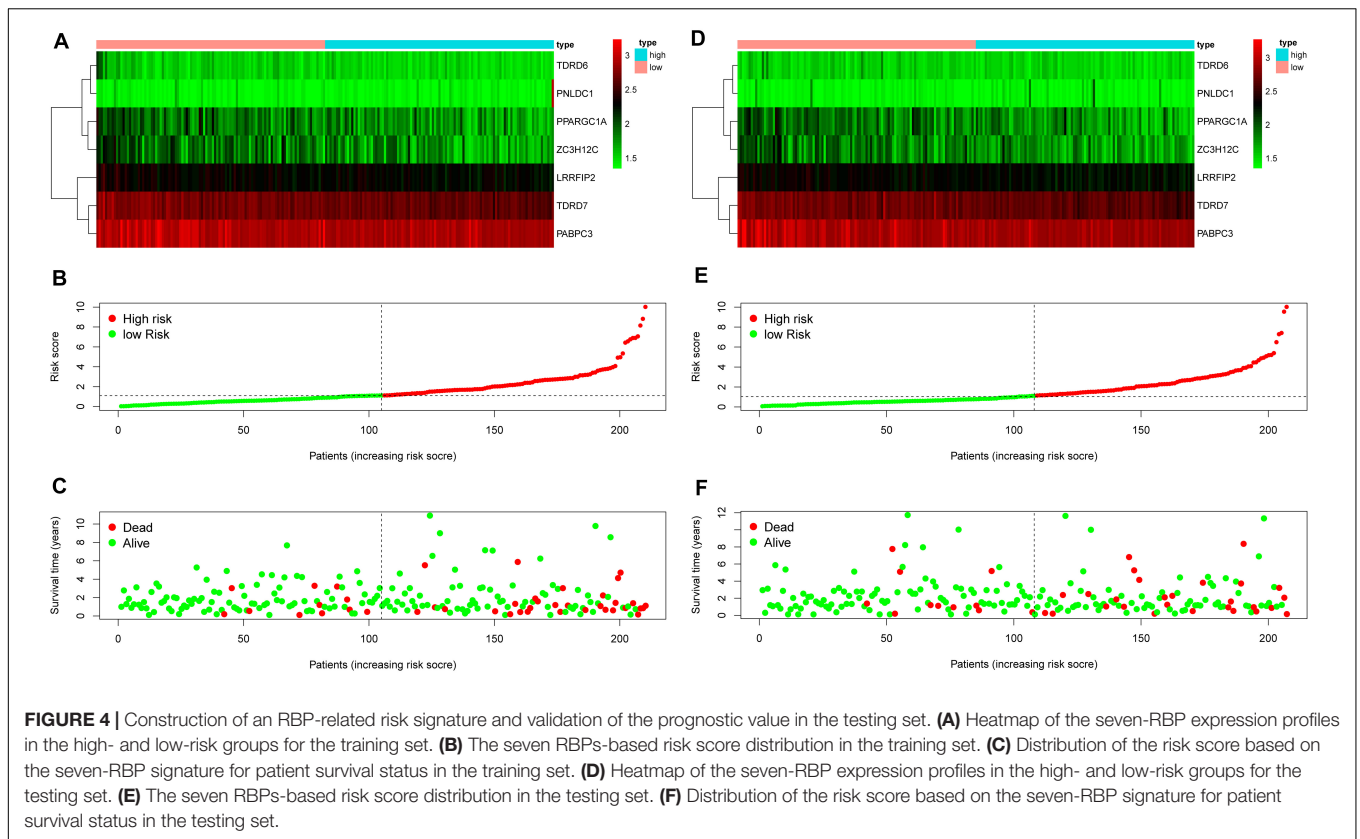 A
type
TDRD6
PNLDC1
PPARGC1A
ZC3H12C
LRRFIP2
TDRD7
PABPC3
3
2.5
2
1.5
type
high
low
D
type
TDRD6
PNLDC1
PPARGC1A
ZC3H12C
LRRFIP2
TDRD7
PABPC3
3
2.5
2
1.5
type
high
low
B
Risk score
10
8
6
4
2
0
High risk
low Risk
0 50 100 150 200
Patients (increasing risk socre)
E
Risk score
10
8
6
4
2
0
High risk
low Risk
0 50 100 150 200
Patients (increasing risk socre)
C
Survival time (years)
10
8
6
4
2
0
Dead
Alive
0 50 100 150 200
Patients (increasing risk socre)
F
Survival time (years)
12
10
8
6
4
2
0
Dead
Alive
0 50 100 150 200
Patients (increasing risk socre)
FIGURE 4 | Construction of an RBP-related risk signature and validation of the prognostic value in the testing set. (A) Heatmap of the seven-RBP expression profiles
in the high- and low-risk groups for the training set. (B) The seven RBPs-based risk score distribution in the training set. (C) Distribution of the risk score based on
the seven-RBP signature for patient survival status in the training set. (D) Heatmap of the seven-RBP expression profiles in the high- and low-risk groups for the
testing set. (E) The seven RBPs-based risk score distribution in the testing set. (F) Distribution of the risk score based on the seven-RBP signature for patient
survival status in the testing set.